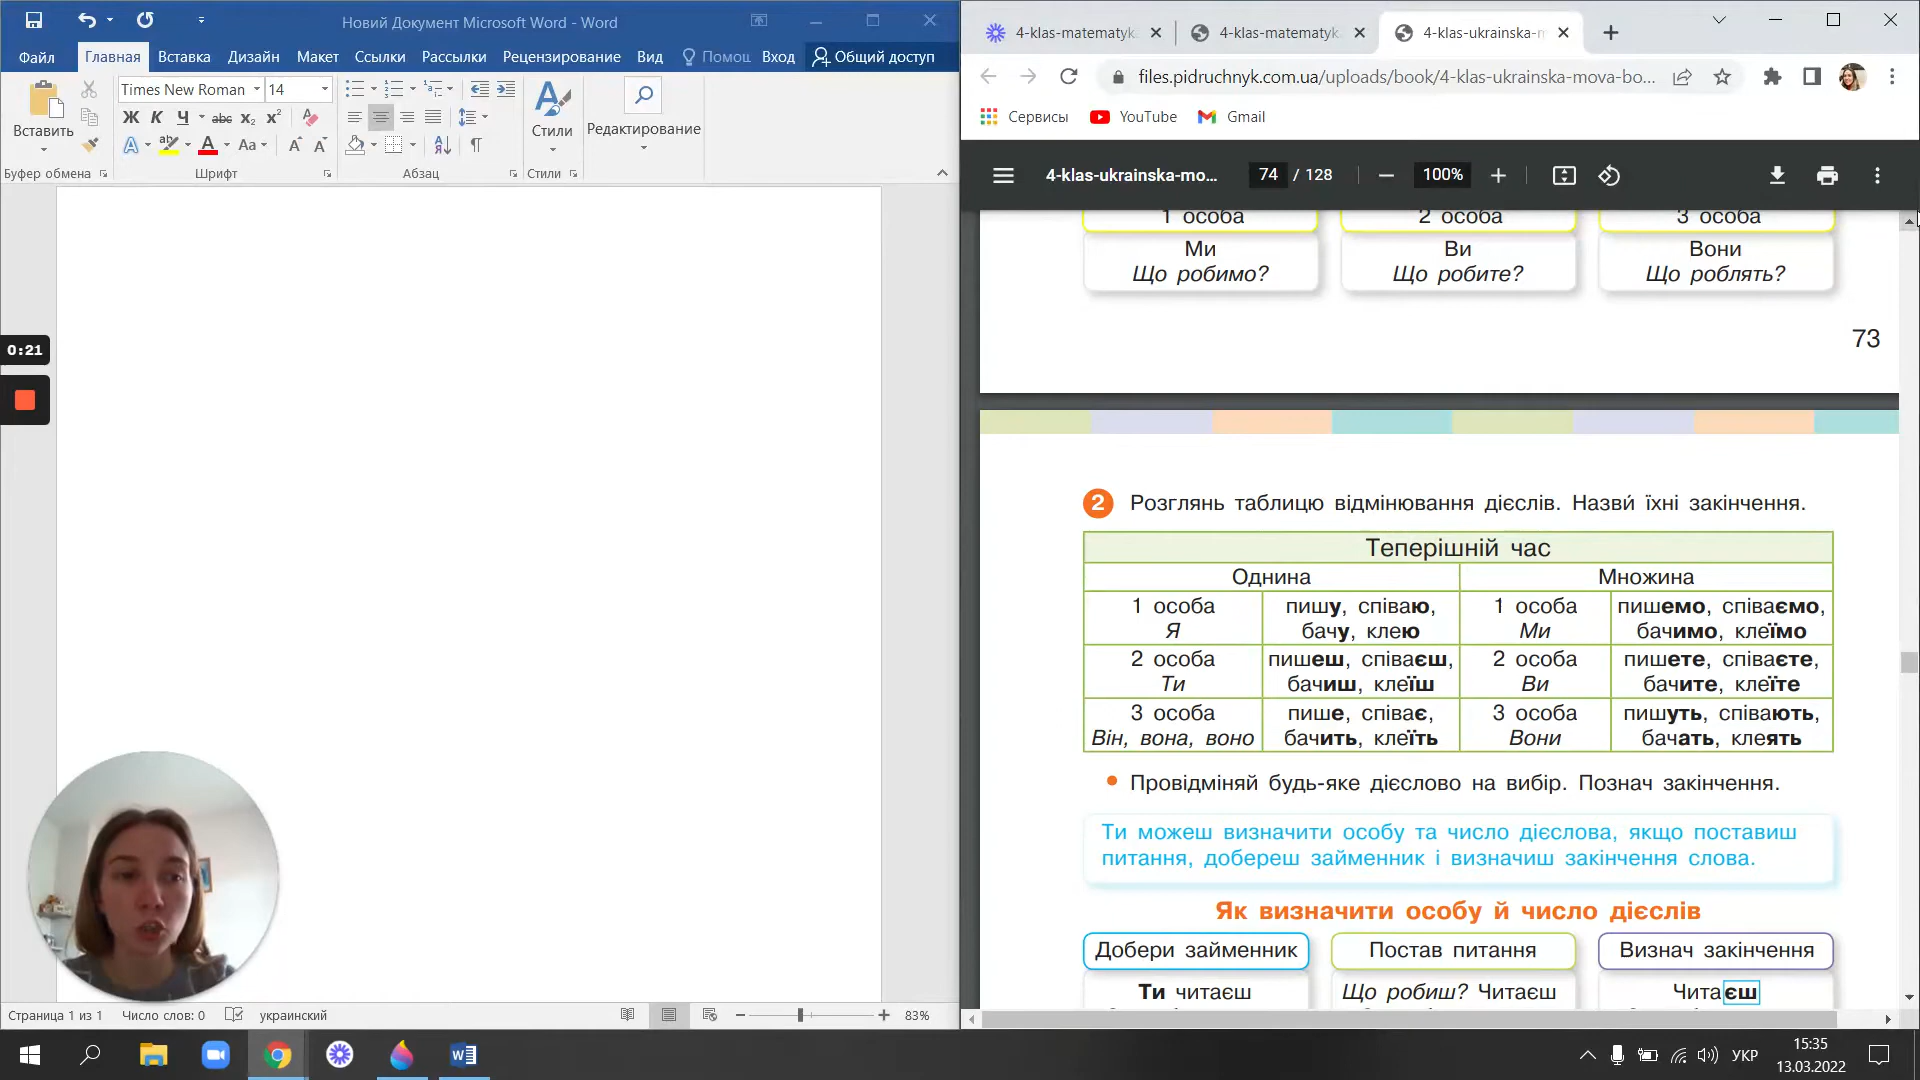 Новий Документ Microsoft Word - Word
Файл Главная Вставка Дизайн Макет Ссылки Рассылки Рецензирование Вид Помощ Вход Общий доступ
Times New Roman 14
Вставить
Ж К Ч abc x₂ x²
Aa
Стили
Редактирование
Буфер обмена Шрифт Абзац Стили
0:21
Страница 1 из 1 Число слов: 0 украинский 83%
4-klas-matematyk 4-klas-matematyk 4-klas-ukrainska-m
files.pidruchnyk.com.ua/uploads/book/4-klas-ukrainska-mova-bo...
Сервисы YouTube Gmail
4-klas-ukrainska-mo... 74 / 128 100%
1 особа 2 особа 3 особа
Ми Ви Вони
Що робимо? Що робите? Що роблять?
73
2 Розглянь таблицю відмінювання дієслів. Назви́ їхні закінчення.
Теперішній час
Однина Множина
1 особа пишу, співаю, 1 особа пишемо, співаємо,
Я бачу, клею Ми бачимо, клеїмо
2 особа пишеш, співаєш, 2 особа пишете, співаєте,
Ти бачиш, клеїш Ви бачите, клеїте
3 особа пише, співає, 3 особа пишуть, співають,
Він, вона, воно бачить, клеїть Вони бачать, клеять
• Провідміняй будь-яке дієслово на вибір. Познач закінчення.
Ти можеш визначити особу та число дієслова, якщо поставиш
питання, добереш займенник і визначиш закінчення слова.
Як визначити особу й число дієслів
Добери займенник Постав питання Визнач закінчення
Ти читаєш Що робиш? Читаєш Читаєш
УКР 15:35
13.03.2022